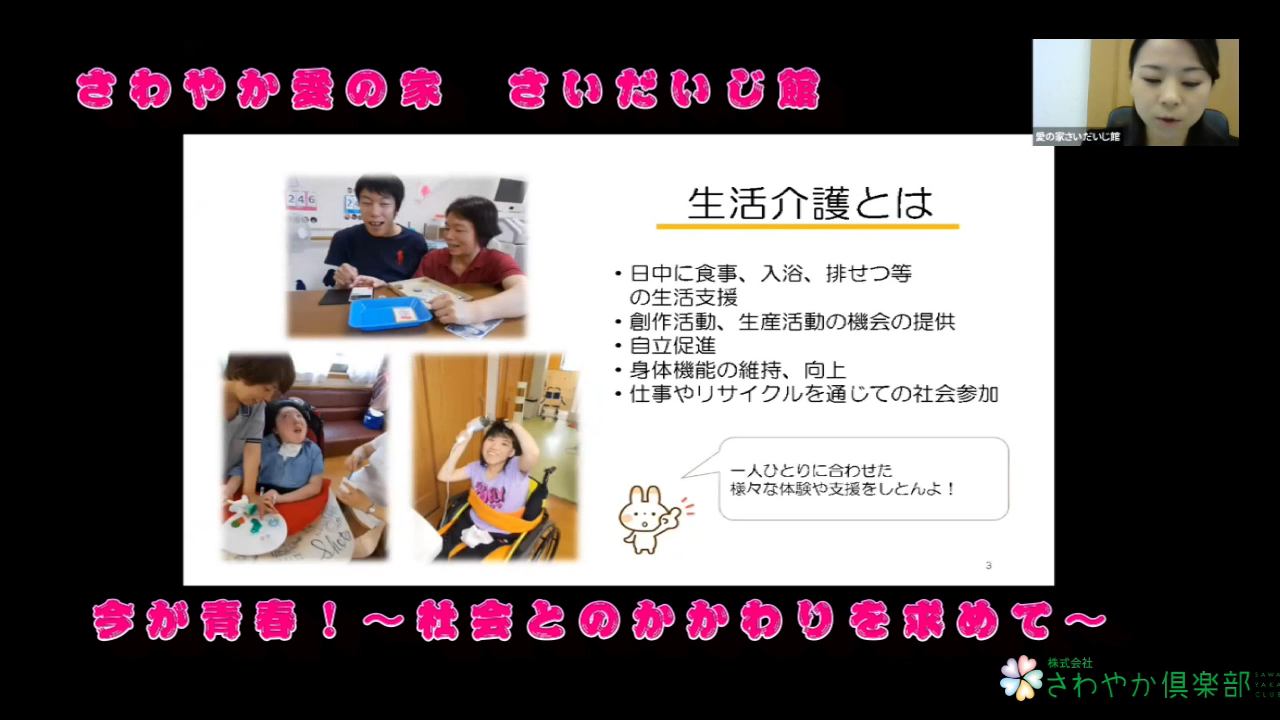 さわやか愛の家　さいだいじ館
愛の家さいだいじ館
生活介護とは
・日中に食事、入浴、排せつ等
の生活支援
・創作活動、生産活動の機会の提供
・自立促進
・身体機能の維持、向上
・仕事やリサイクルを通じての社会参加
一人ひとりに合わせた
様々な体験や支援をしとんよ！
246
Sho
3
今が青春！～社会とのかかわりを求めて～
株式会社
さわやか倶楽部